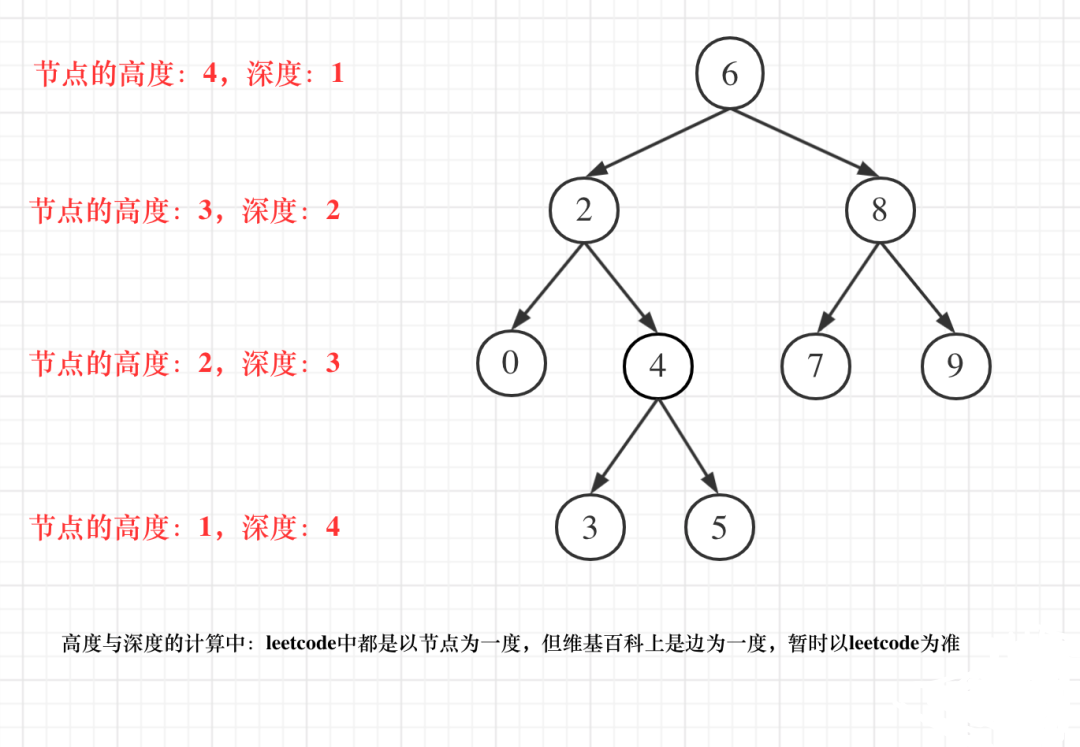 节点的高度：4，深度：1
6
节点的高度：3，深度：2
2
8
节点的高度：2，深度：3
0
4
7
9
节点的高度：1，深度：4
3
5
高度与深度的计算中：leetcode中都是以节点为一度，但维基百科上是边为一度，暂时以leetcode为准